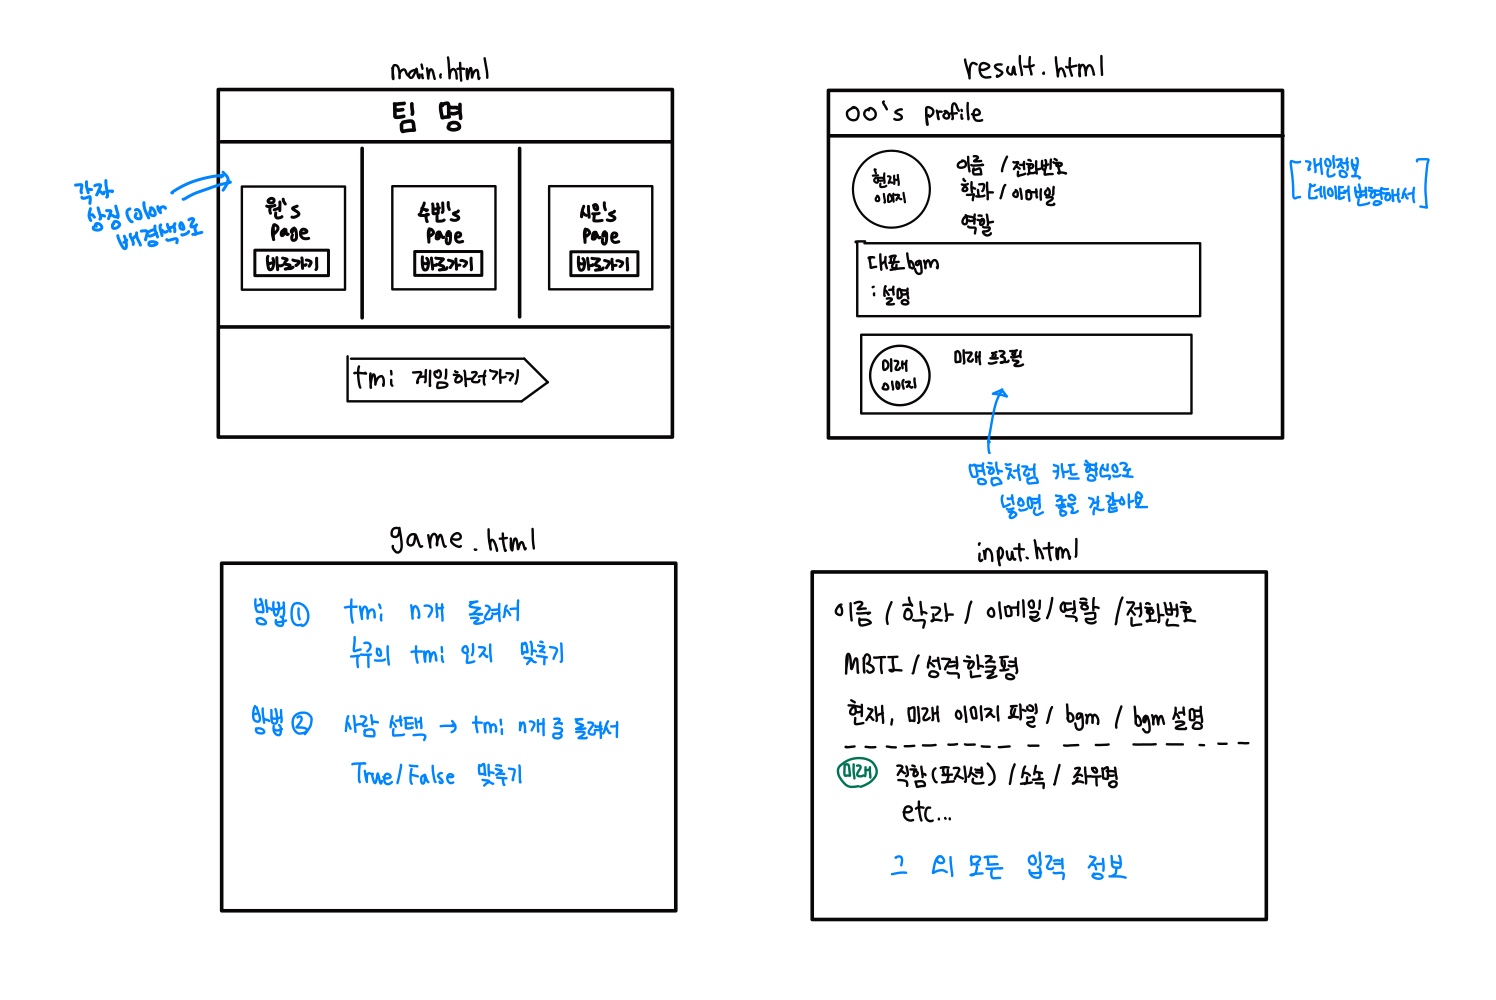 main.html
팀 명
각자
상징 color
배경색으로
원's
Page
바로가기
수빈's
Page
바로가기
시은's
Page
바로가기
tmi 게임하러가기
result.html
OO's profile
현재
이미지
이름 / 전화번호
학과 / 이메일
역할
개인정보
데이터 변형해서
대표 bgm
: 설명
미래
이미지
미래 프로필
명함처럼 카드 형식으로
넣으면 좋을 것 같아요
game.html
방법 ① tmi n개 돌려서
누구의 tmi 인지 맞추기
방법 ② 사람 선택 → tmi n개 중 돌려서
True/False 맞추기
input.html
이름 / 학과 / 이메일 / 역할 / 전화번호
MBTI / 성격 한줄평
현재, 미래 이미지 파일 / bgm / bgm 설명
미래 직함 (포지션) / 소속 / 좌우명
etc...
그 외 모든 입력 정보